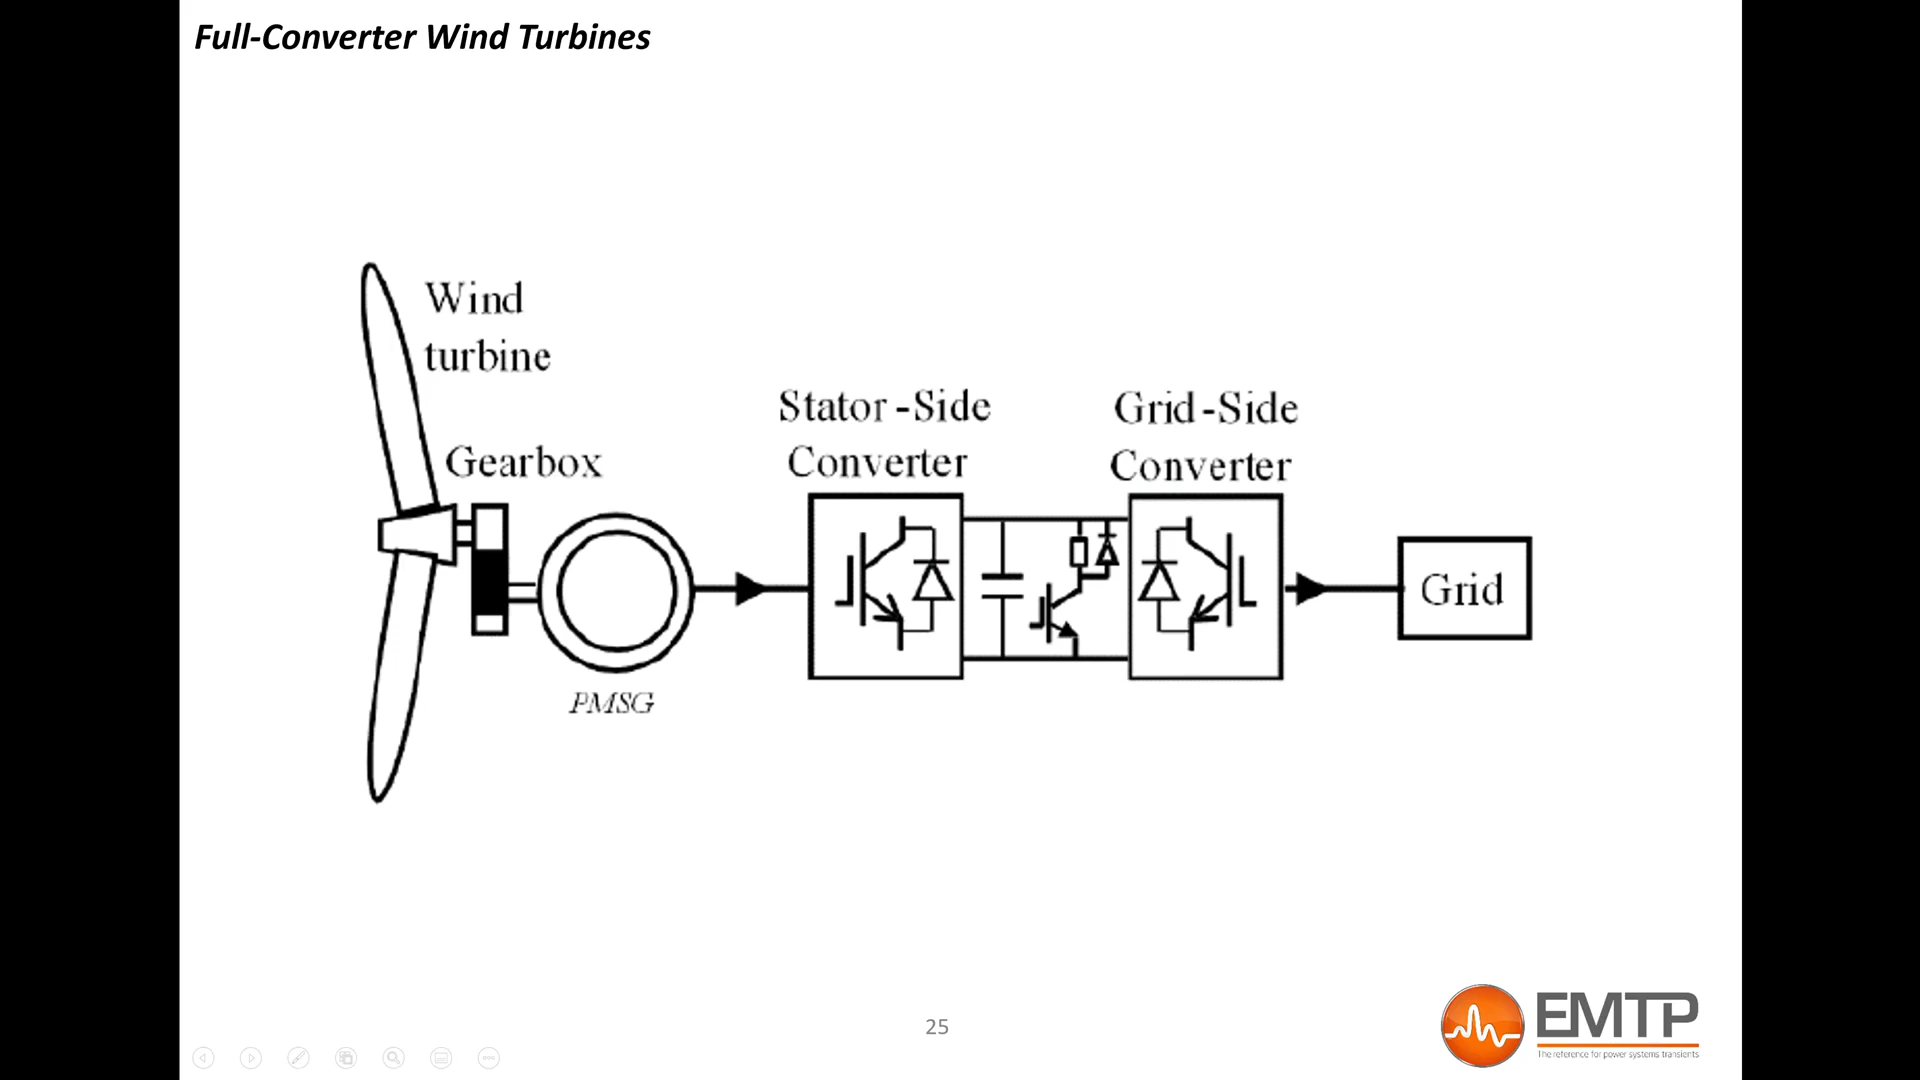 Full-Converter Wind Turbines
Wind
turbine
Gearbox
Stator-Side
Converter
Grid-Side
Converter
PMSG
Grid
25
EMTP
The reference for power systems transients